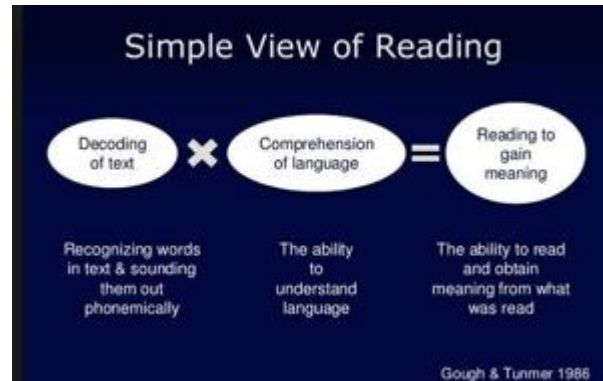 Simple View of Reading
Decoding
of text
×
Comprehension
of language
=
Reading to
gain
meaning
Recognizing words
in text & sounding
them out
phonemically
The ability
to
understand
language
The ability to read
and obtain
meaning from what
was read
Gough & Tunmer 1986